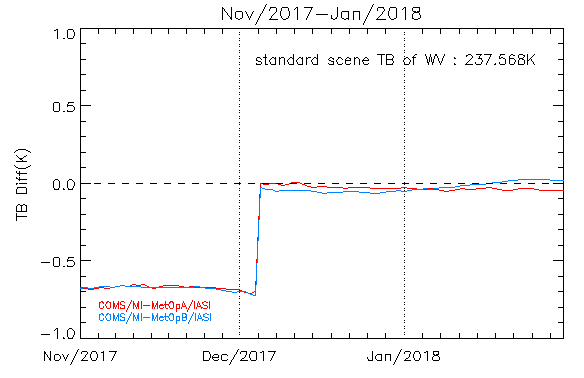 Nov/2017-Jan/2018
standard scene TB of WV : 237.568K
1.0
0.5
0.0
-0.5
-1.0
TB Diff(K)
COMS/MI-MetOpA/IASI
COMS/MI-MetOpB/IASI
Nov/2017 Dec/2017 Jan/2018